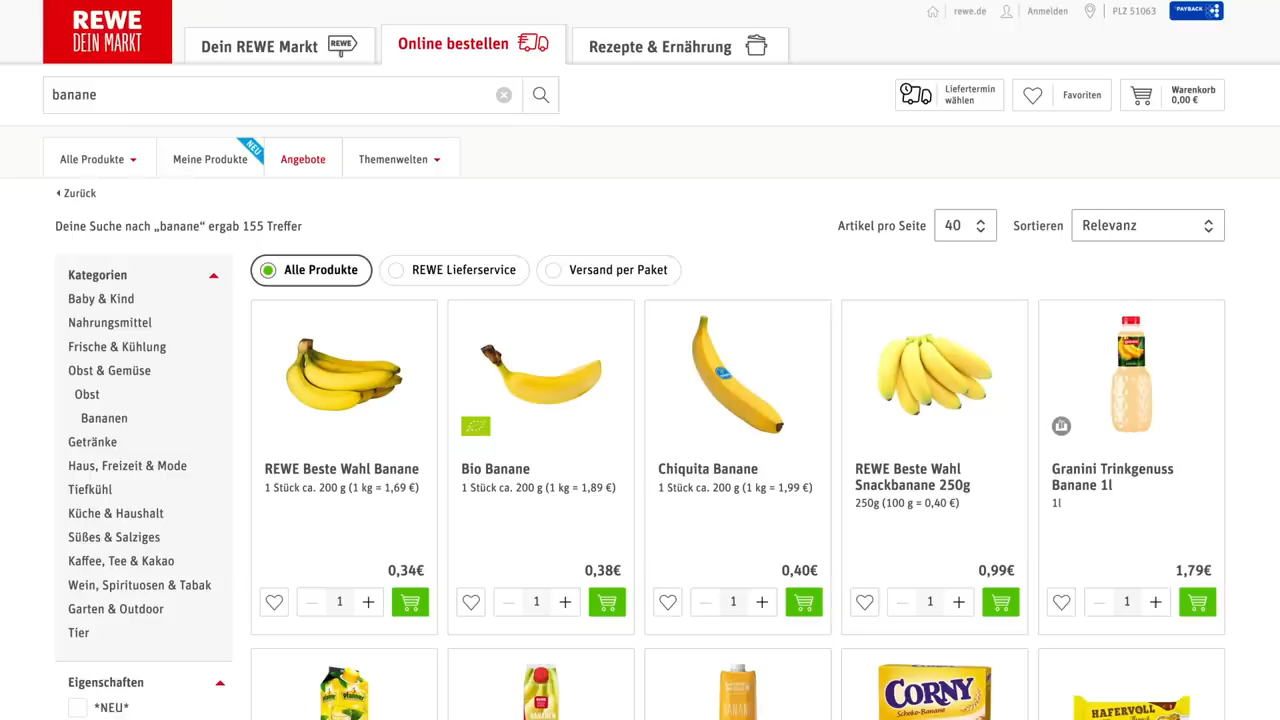 REWE
DEIN MARKT
Dein REWE Markt
REWE
Online bestellen
Rezepte & Ernährung
rewe.de
Anmelden
PLZ 51063
PAYBACK
banane
Liefertermin
wählen
Favoriten
Warenkorb
0,00 €
Alle Produkte
Meine Produkte
NEU
Angebote
Themenwelten
Zurück
Deine Suche nach „banane“ ergab 155 Treffer
Artikel pro Seite
40
Sortieren
Relevanz
Kategorien
Baby & Kind
Nahrungsmittel
Frische & Kühlung
Obst & Gemüse
Obst
Bananen
Getränke
Haus, Freizeit & Mode
Tiefkühl
Küche & Haushalt
Süßes & Salziges
Kaffee, Tee & Kakao
Wein, Spirituosen & Tabak
Garten & Outdoor
Tier
Eigenschaften
*NEU*
Alle Produkte
REWE Lieferservice
Versand per Paket
REWE Beste Wahl Banane
1 Stück ca. 200 g (1 kg = 1,69 €)
0,34€
1
Bio Banane
1 Stück ca. 200 g (1 kg = 1,89 €)
0,38€
1
Chiquita Banane
1 Stück ca. 200 g (1 kg = 1,99 €)
0,40€
1
REWE Beste Wahl
Snackbanane 250g
250g (100 g = 0,40 €)
0,99€
1
Granini Trinkgenuss
Banane 1l
1l
1,79€
1
Pfanner
BANANEN
BANAN
CORNY
Schoko-Banane
HAFERVOLL